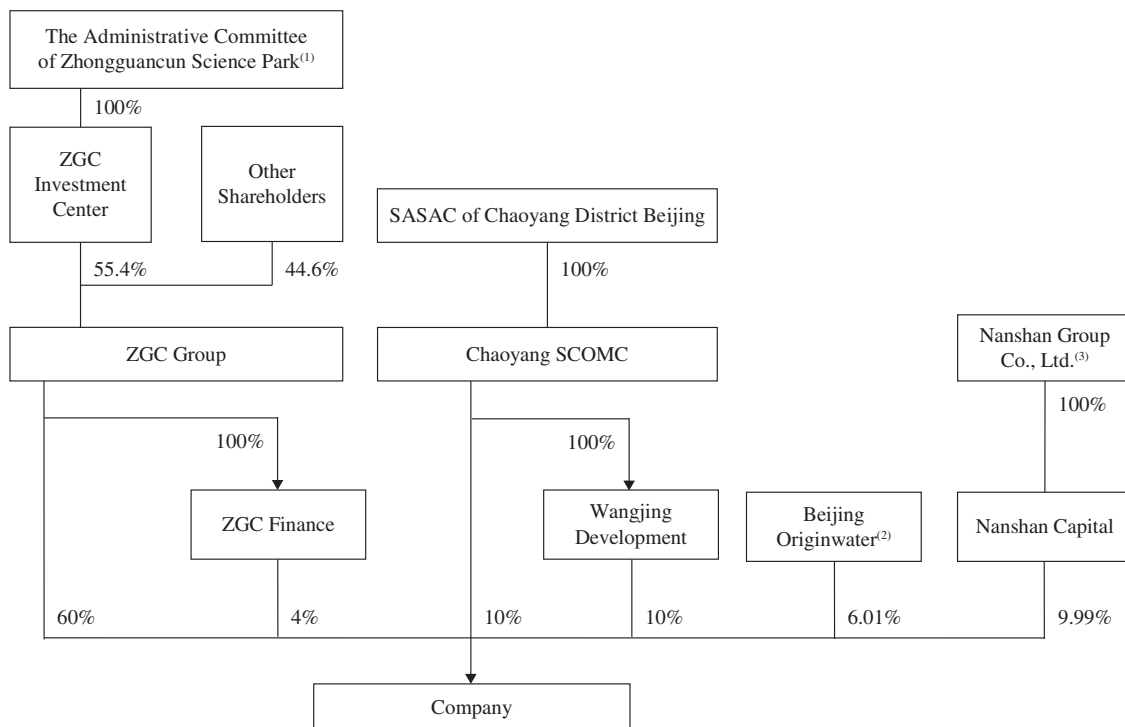 The Administrative Committee
of Zhongguancun Science Park(1)
100%
ZGC
Investment
Center
Other
Shareholders
SASAC of Chaoyang District Beijing
55.4%
44.6%
100%
ZGC Group
Chaoyang SCOMC
Nanshan Group
Co., Ltd.(3)
100%
100%
100%
ZGC Finance
Wangjing
Development
Beijing
Originwater(2)
Nanshan Capital
60%
4%
10%
10%
6.01%
9.99%
Company